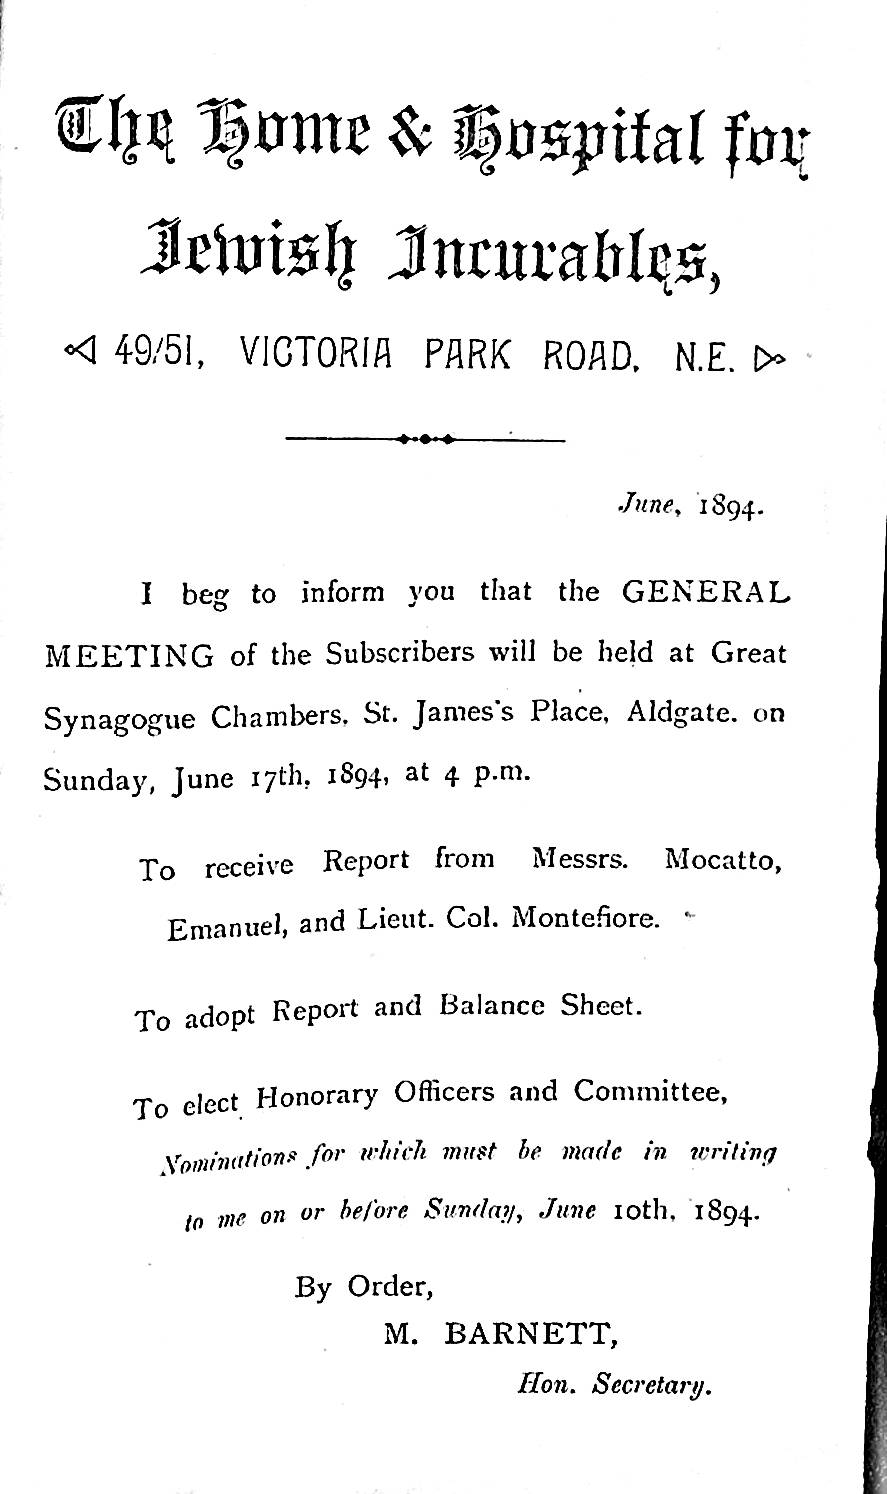 The Home & Hospital for
Jewish Incurables,
49/51, VICTORIA PARK ROAD, N.E.
June, 1894.
I beg to inform you that the GENERAL
MEETING of the Subscribers will be held at Great
Synagogue Chambers, St. James's Place, Aldgate. on
Sunday, June 17th, 1894, at 4 p.m.
To receive Report from Messrs. Mocatto,
Emanuel, and Lieut. Col. Montefiore.
To adopt Report and Balance Sheet.
To elect Honorary Officers and Committee,
Nominations for which must be made in writing
to me on or before Sunday, June 10th, 1894.
By Order,
M. BARNETT,
Hon. Secretary.